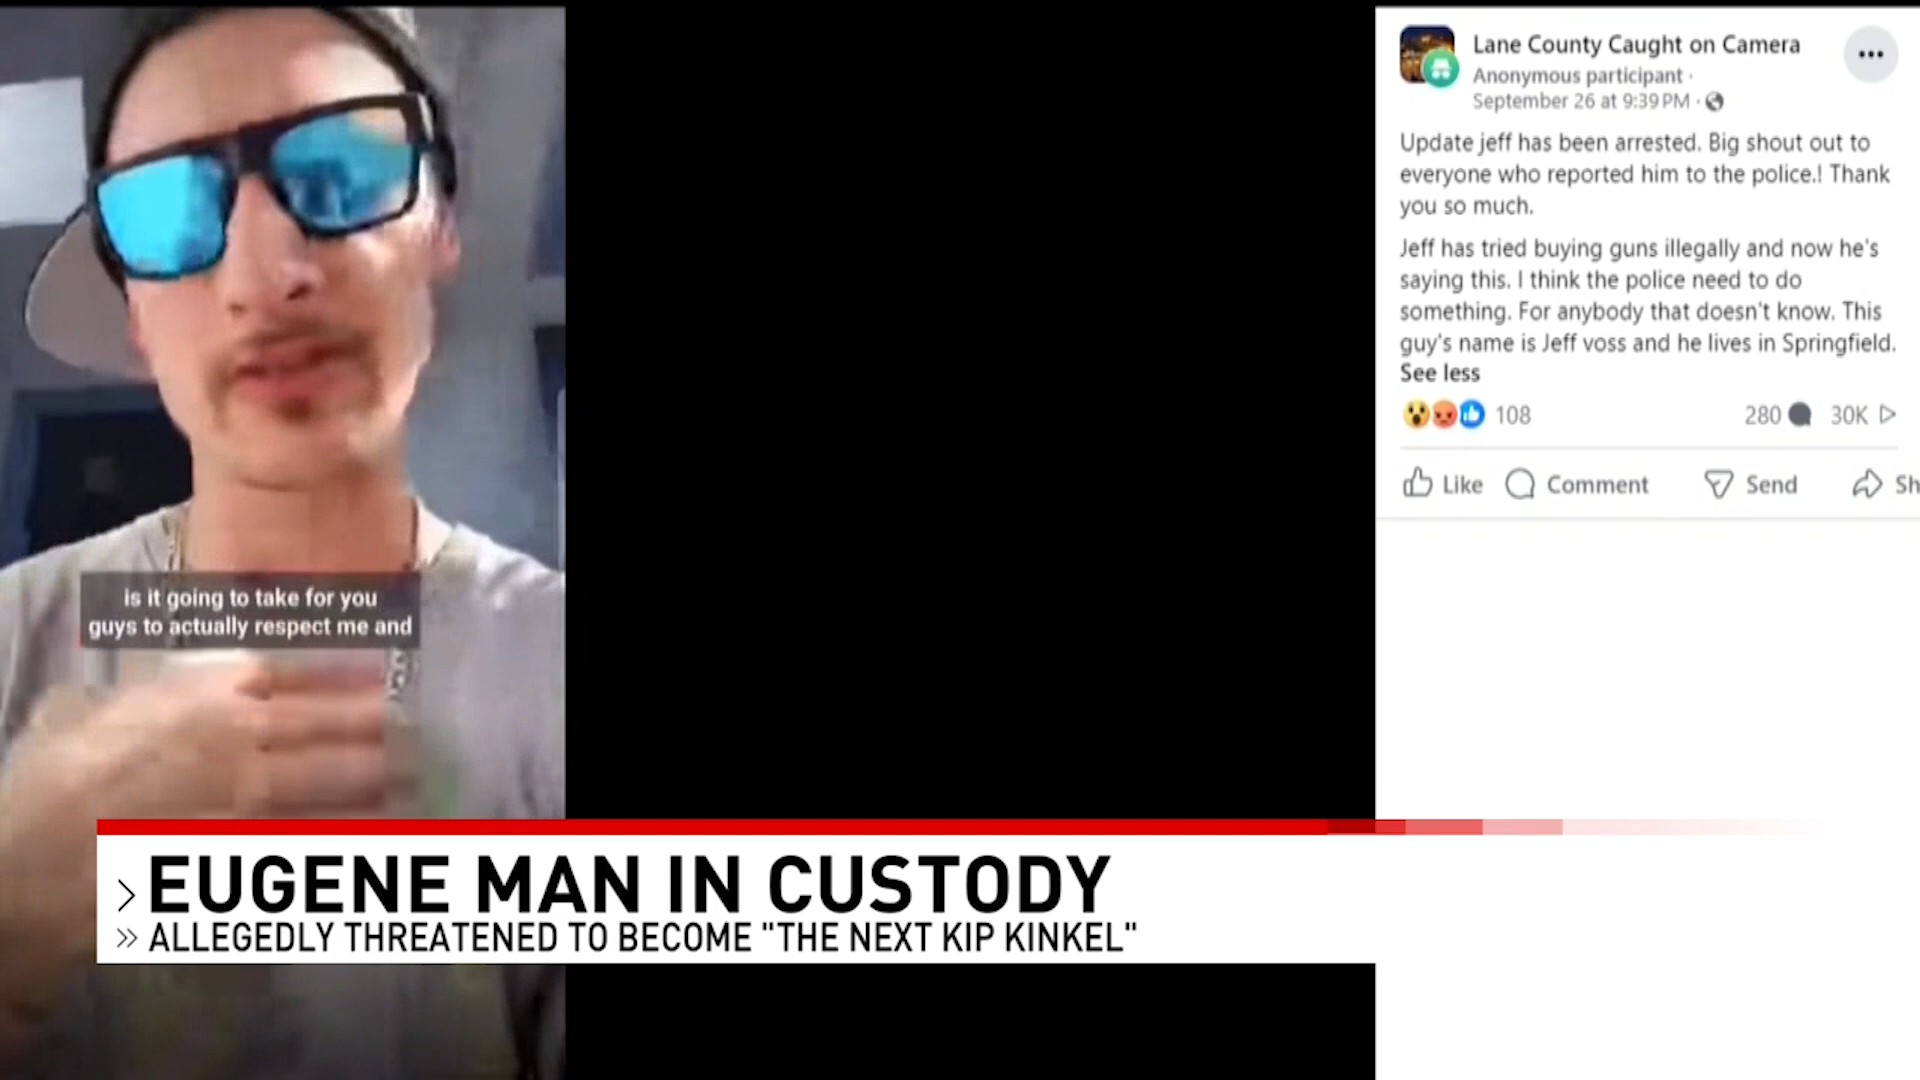 Lane County Caught on Camera
Anonymous participant ·
September 26 at 9:39 PM ·
Update jeff has been arrested. Big shout out to
everyone who reported him to the police.! Thank
you so much.
Jeff has tried buying guns illegally and now he's
saying this. I think the police need to do
something. For anybody that doesn't know. This
guy's name is Jeff voss and he lives in Springfield.
See less
108
280
30K
Like
Comment
Send
Sh
is it going to take for you
guys to actually respect me and
EUGENE MAN IN CUSTODY
ALLEGEDLY THREATENED TO BECOME "THE NEXT KIP KINKEL"